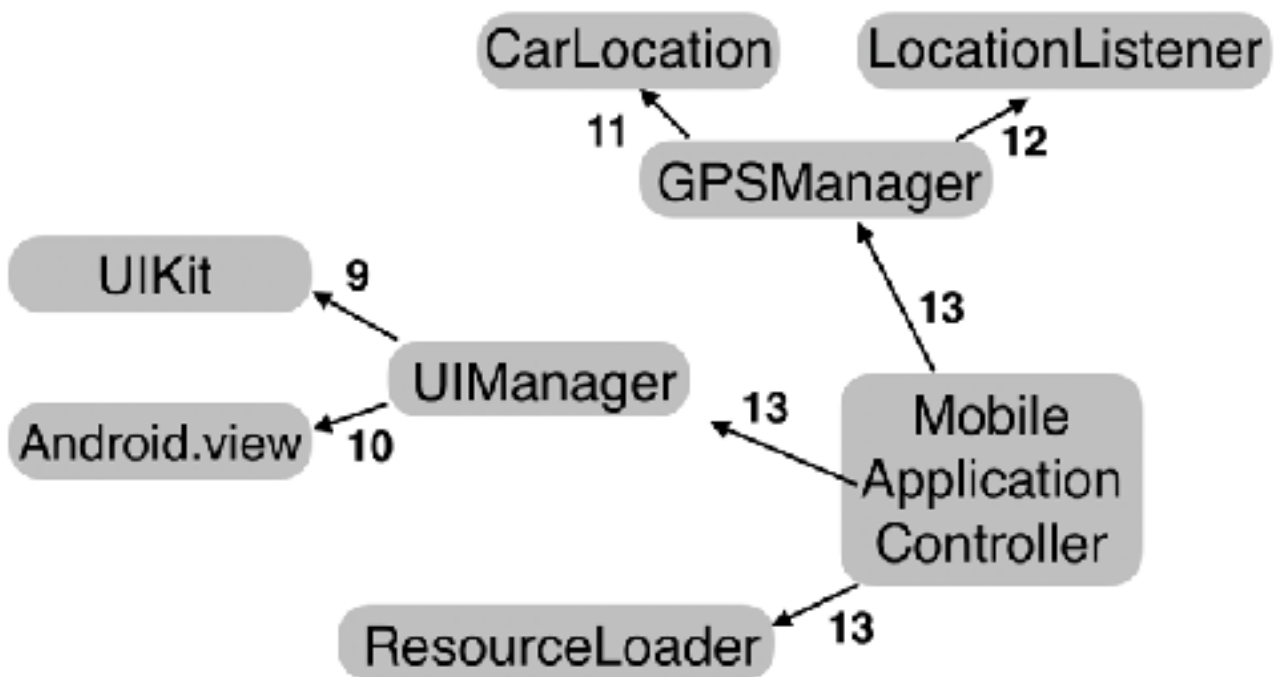 CarLocation
LocationListener
11
12
GPSManager
UIKit
9
13
UIManager
13
Mobile
Application
Controller
Android.view
10
ResourceLoader
13